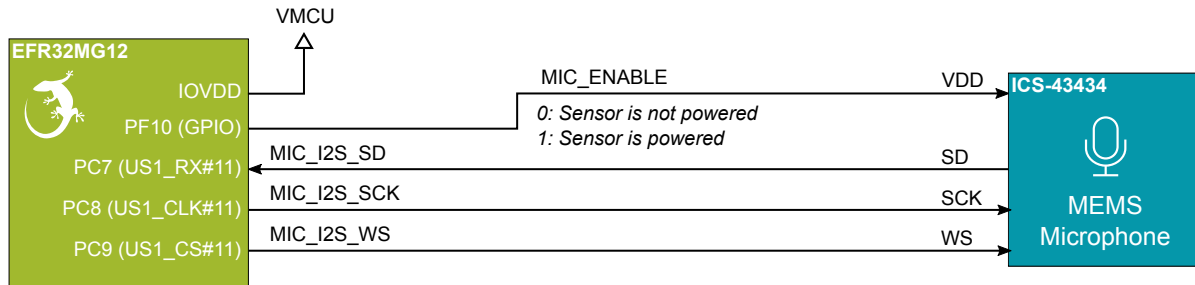 VMCU
EFR32MG12
IOVDD
PF10 (GPIO)
PC7 (US1_RX#11)
PC8 (US1_CLK#11)
PC9 (US1_CS#11)
MIC_ENABLE
0: Sensor is not powered
1: Sensor is powered
MIC_I2S_SD
MIC_I2S_SCK
MIC_I2S_WS
VDD
SD
SCK
WS
ICS-43434
MEMS
Microphone